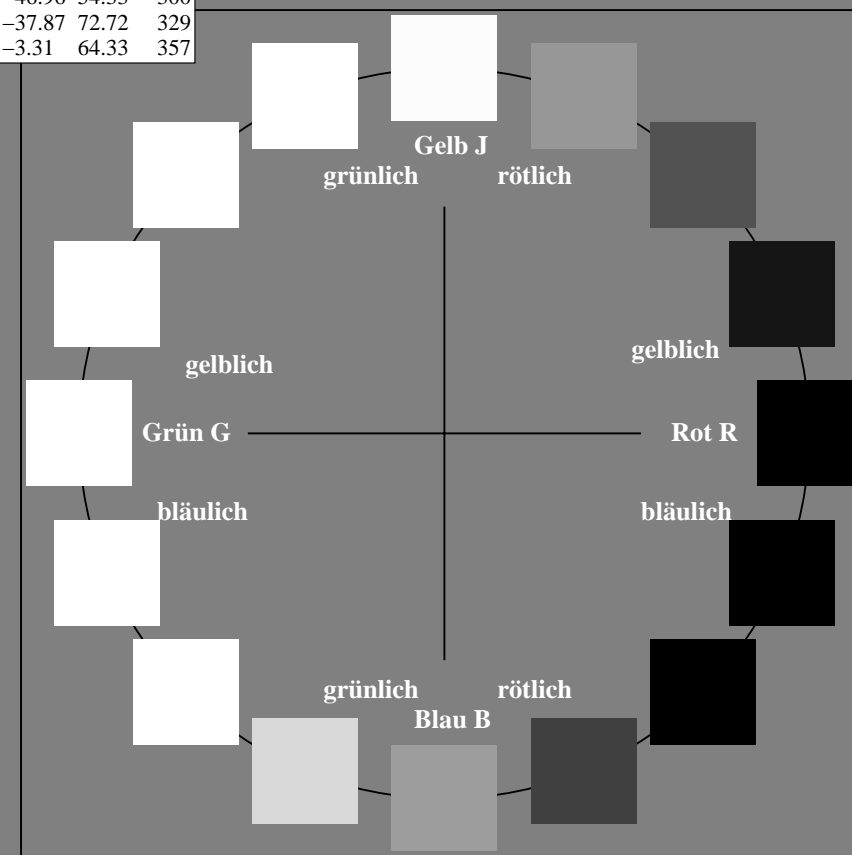 −37.87 72.72 329
−3.31 64.33 357
Gelb J
grünlich rötlich
gelblich gelblich
Grün G Rot R
bläulich bläulich
grünlich rötlich
Blau B